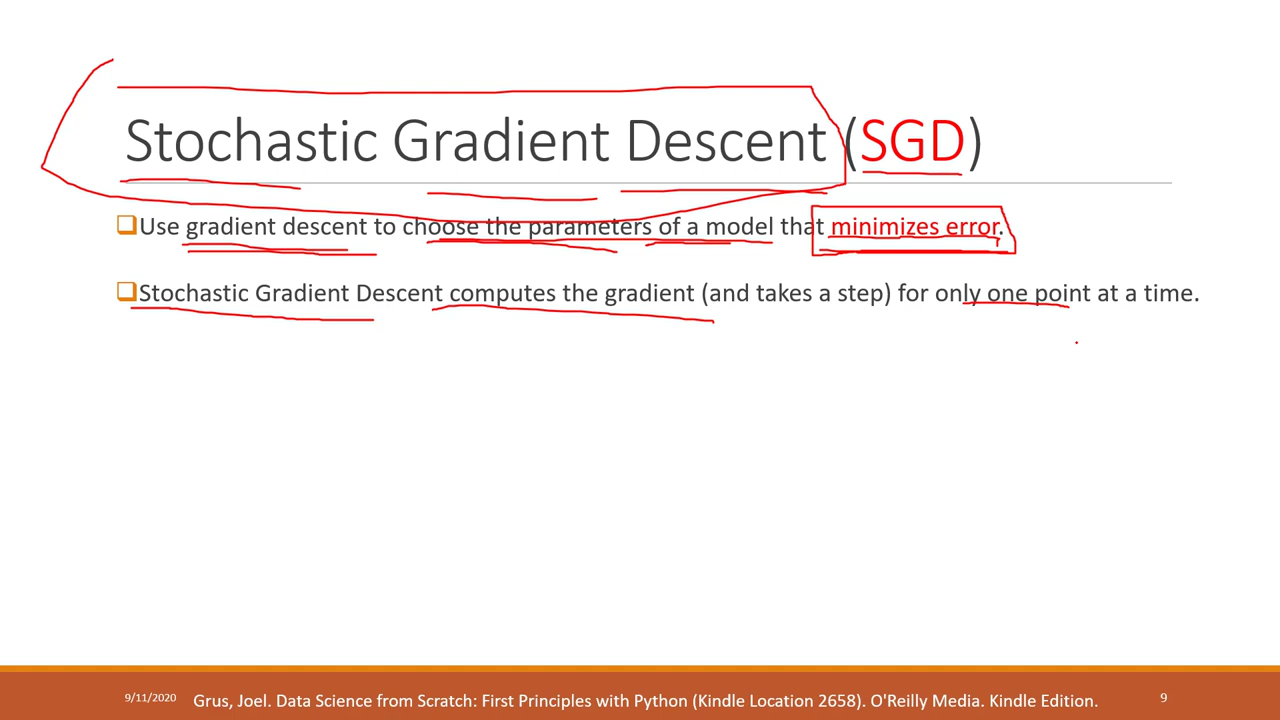 Stochastic Gradient Descent (SGD)
Use gradient descent to choose the parameters of a model that minimizes error.
Stochastic Gradient Descent computes the gradient (and takes a step) for only one point at a time.
9/11/2020 Grus, Joel. Data Science from Scratch: First Principles with Python (Kindle Location 2658). O'Reilly Media. Kindle Edition. 9